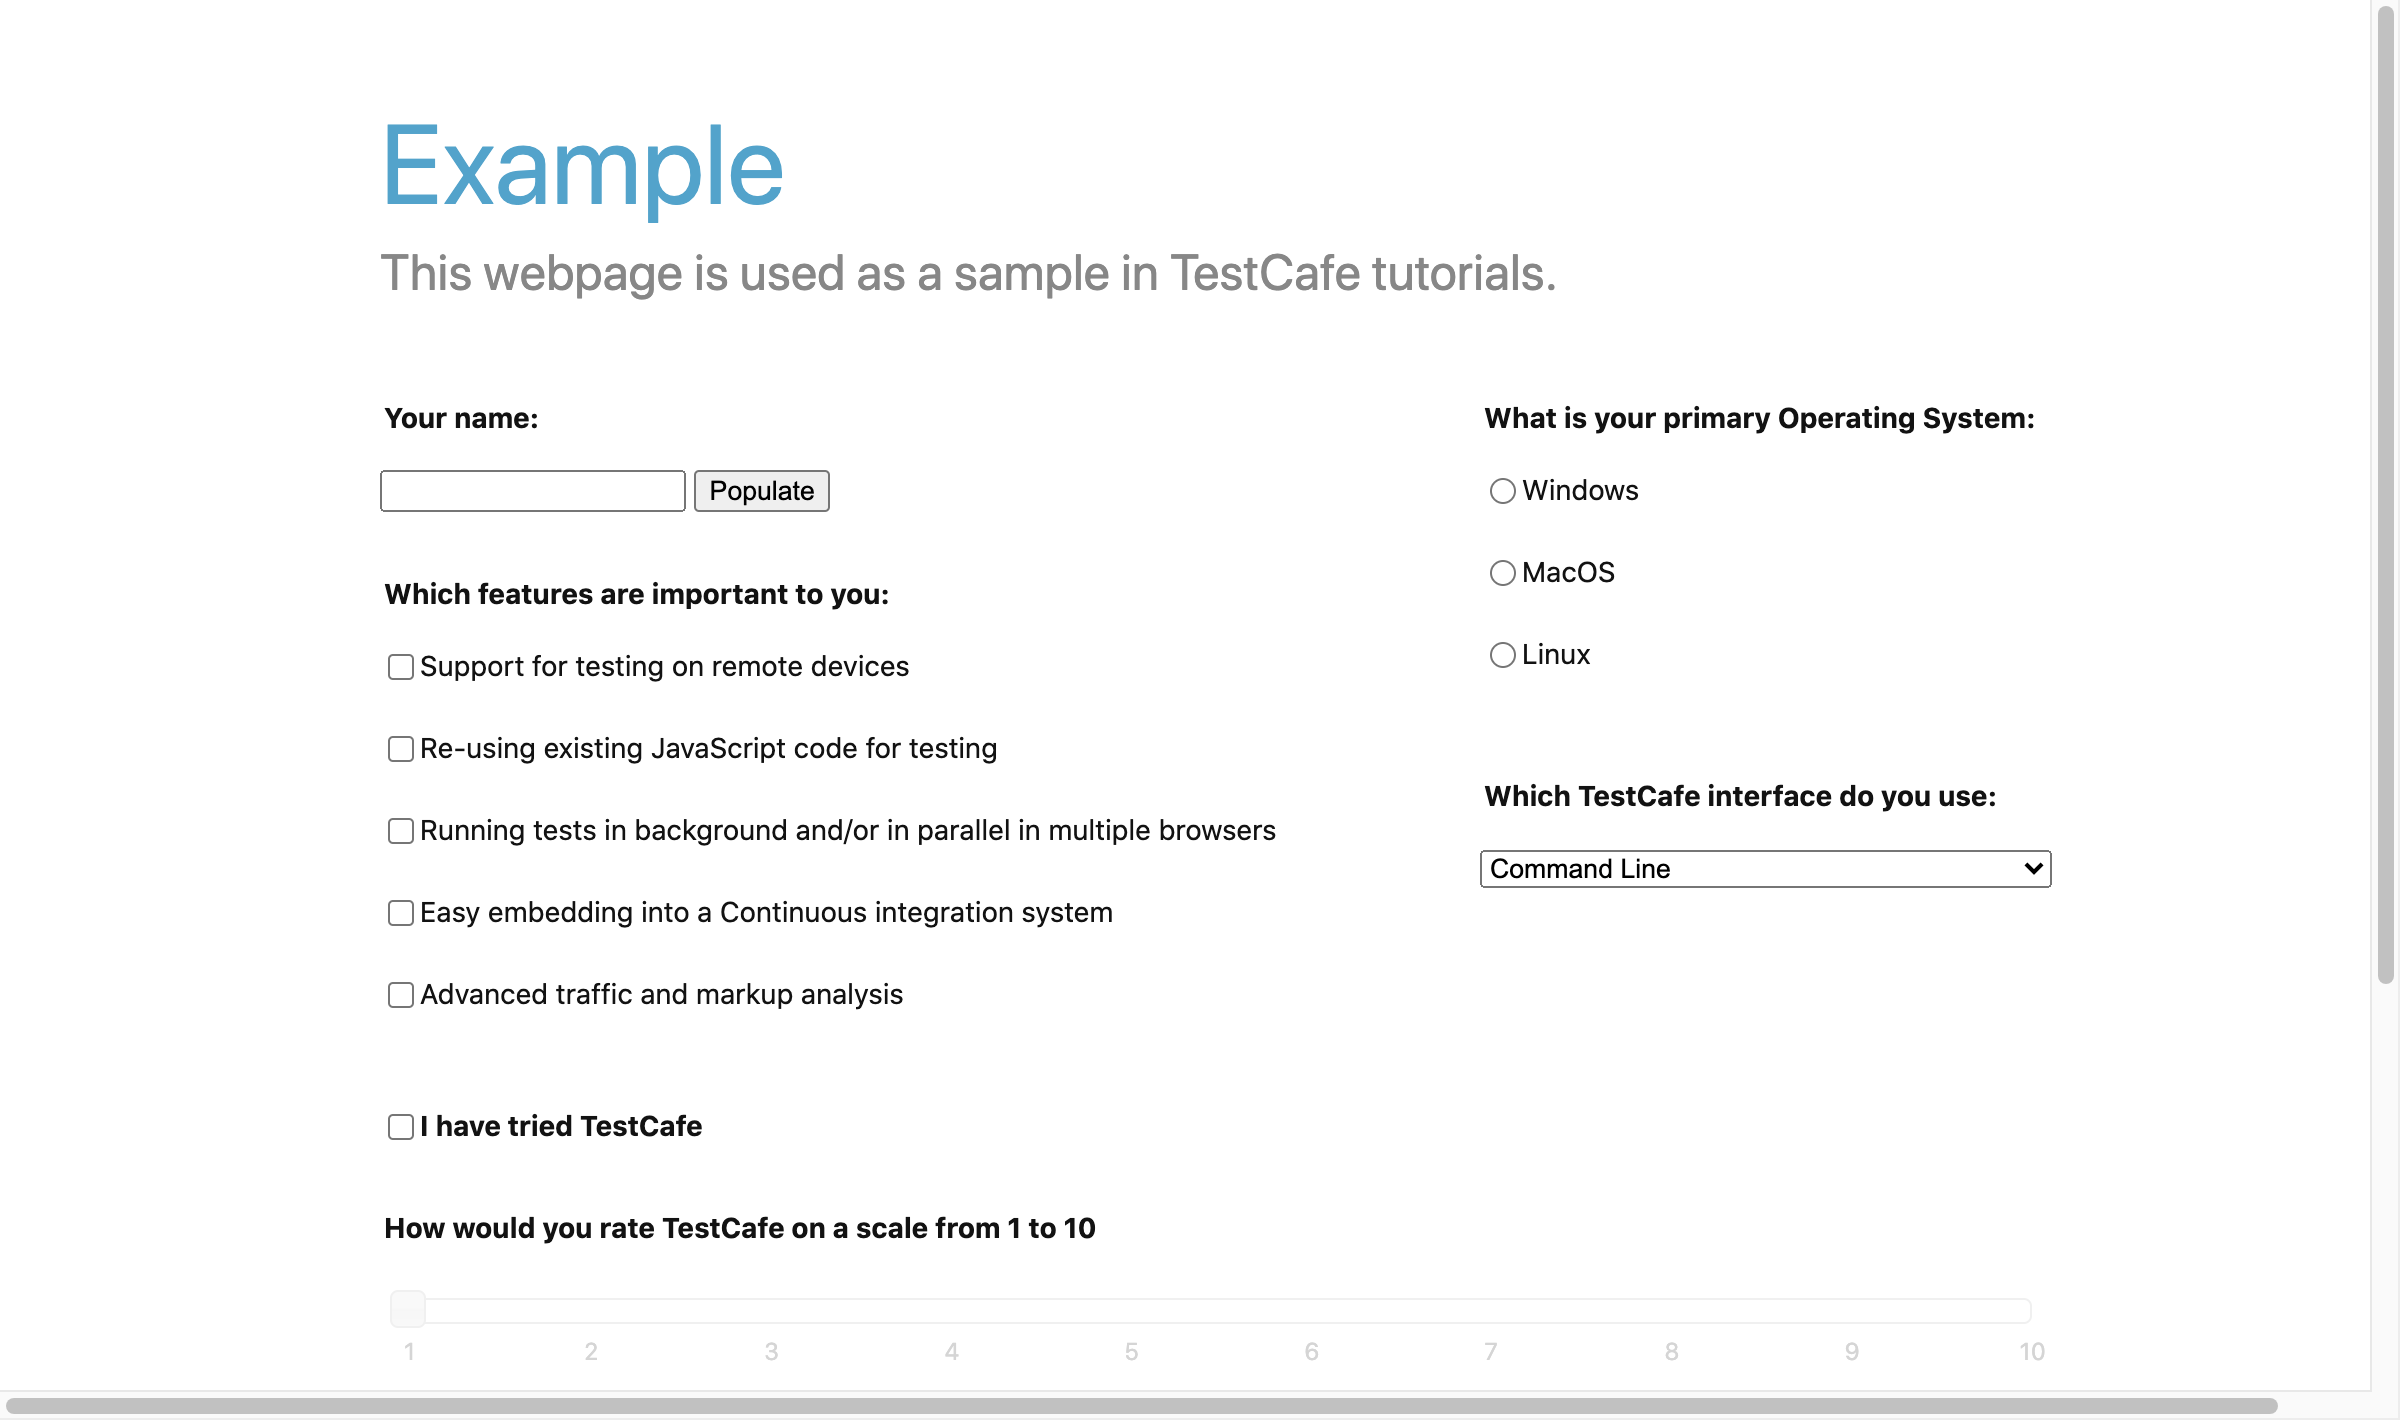 Example
This webpage is used as a sample in TestCafe tutorials.
Your name:
Populate
Which features are important to you:
Support for testing on remote devices
Re-using existing JavaScript code for testing
Running tests in background and/or in parallel in multiple browsers
Easy embedding into a Continuous integration system
Advanced traffic and markup analysis
I have tried TestCafe
What is your primary Operating System:
Windows
MacOS
Linux
Which TestCafe interface do you use:
Command Line
How would you rate TestCafe on a scale from 1 to 10
1 2 3 4 5 6 7 8 9 10